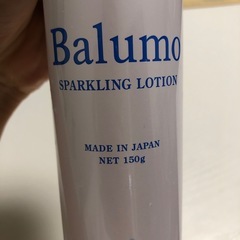 Balumo
SPARKLING LOTION
MADE IN JAPAN
NET 150g